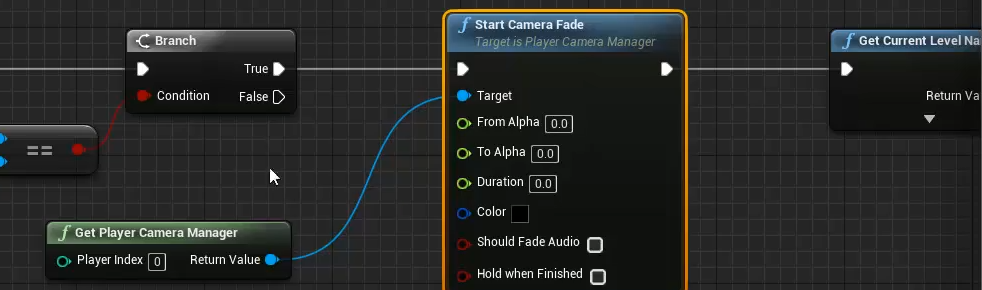 Branch
True
Condition
False
==
f Get Player Camera Manager
Player Index 0
Return Value
f Start Camera Fade
Target is Player Camera Manager
Target
From Alpha 0.0
To Alpha 0.0
Duration 0.0
Color
Should Fade Audio
Hold when Finished
f Get Current Level Na
Return Va